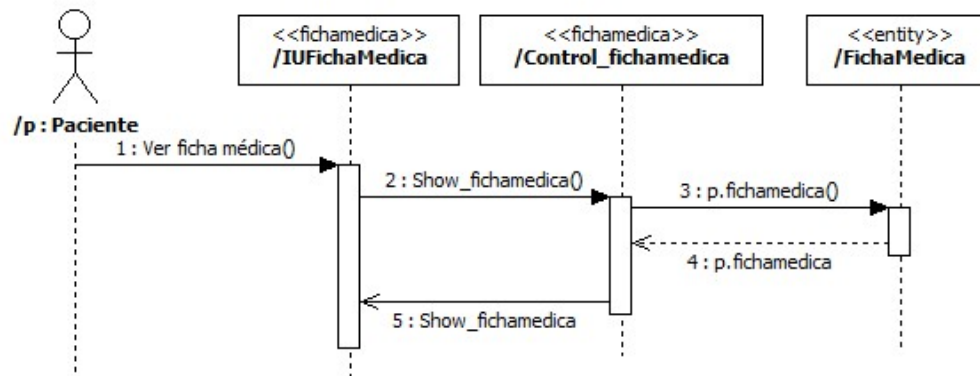 <<fichamedica>>
/IUFichaMedica
<<fichamedica>>
/Control_fichamedica
<<entity>>
/FichaMedica
/p : Paciente
1 : Ver ficha médica()
2 : Show_fichamedica()
3 : p.fichamedica()
4 : p.fichamedica
5 : Show_fichamedica